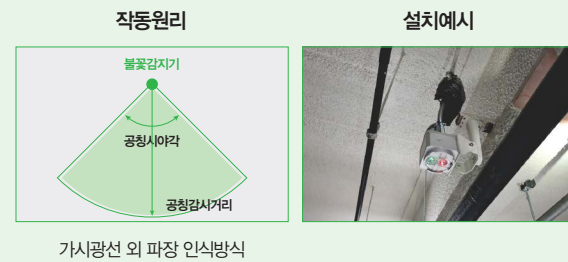 작동원리
설치예시
불꽃감지기
공칭시야각
공칭감시거리
가시광선 외 파장 인식방식